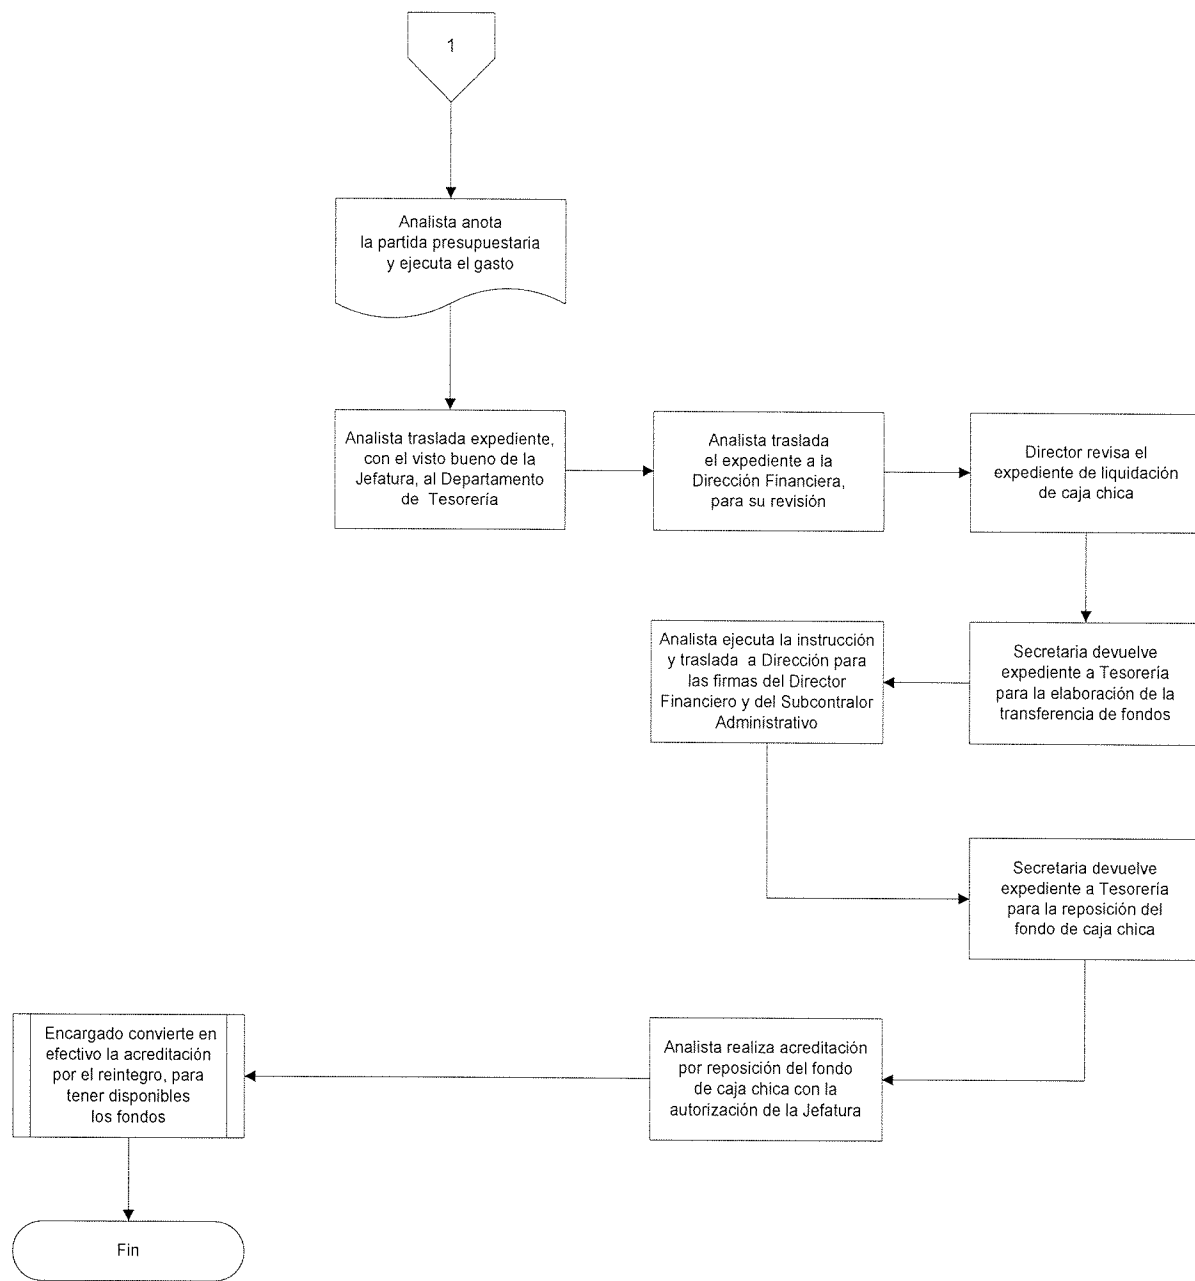 1
Analista anota
la partida presupuestaria
y ejecuta el gasto
Analista traslada expediente,
con el visto bueno de la
Jefatura, al Departamento
de Tesorería
Analista traslada
el expediente a la
Dirección Financiera,
para su revisión
Director revisa el
expediente de liquidación
de caja chica
Secretaria devuelve
expediente a Tesorería
para la elaboración de la
transferencia de fondos
Analista ejecuta la instrucción
y traslada a Dirección para
las firmas del Director
Financiero y del Subcontralor
Administrativo
Secretaria devuelve
expediente a Tesorería
para la reposición del
fondo de caja chica
Analista realiza acreditación
por reposición del fondo
de caja chica con la
autorización de la Jefatura
Encargado convierte en
efectivo la acreditación
por el reintegro, para
tener disponibles
los fondos
Fin